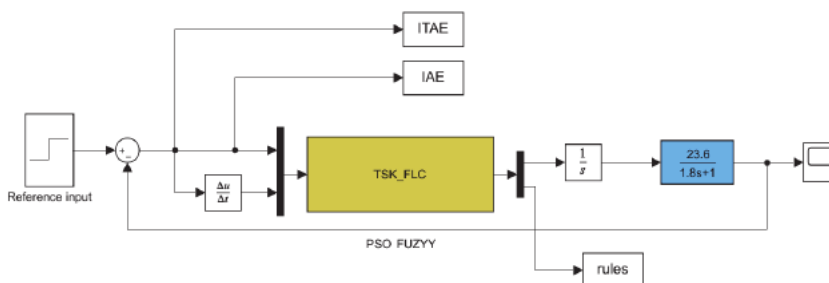 ITAE
IAE
+
-
Reference input
Δu
Δt
TSK_FLC
1
s
23.6
1.8s+1
PSO FUZYY
rules